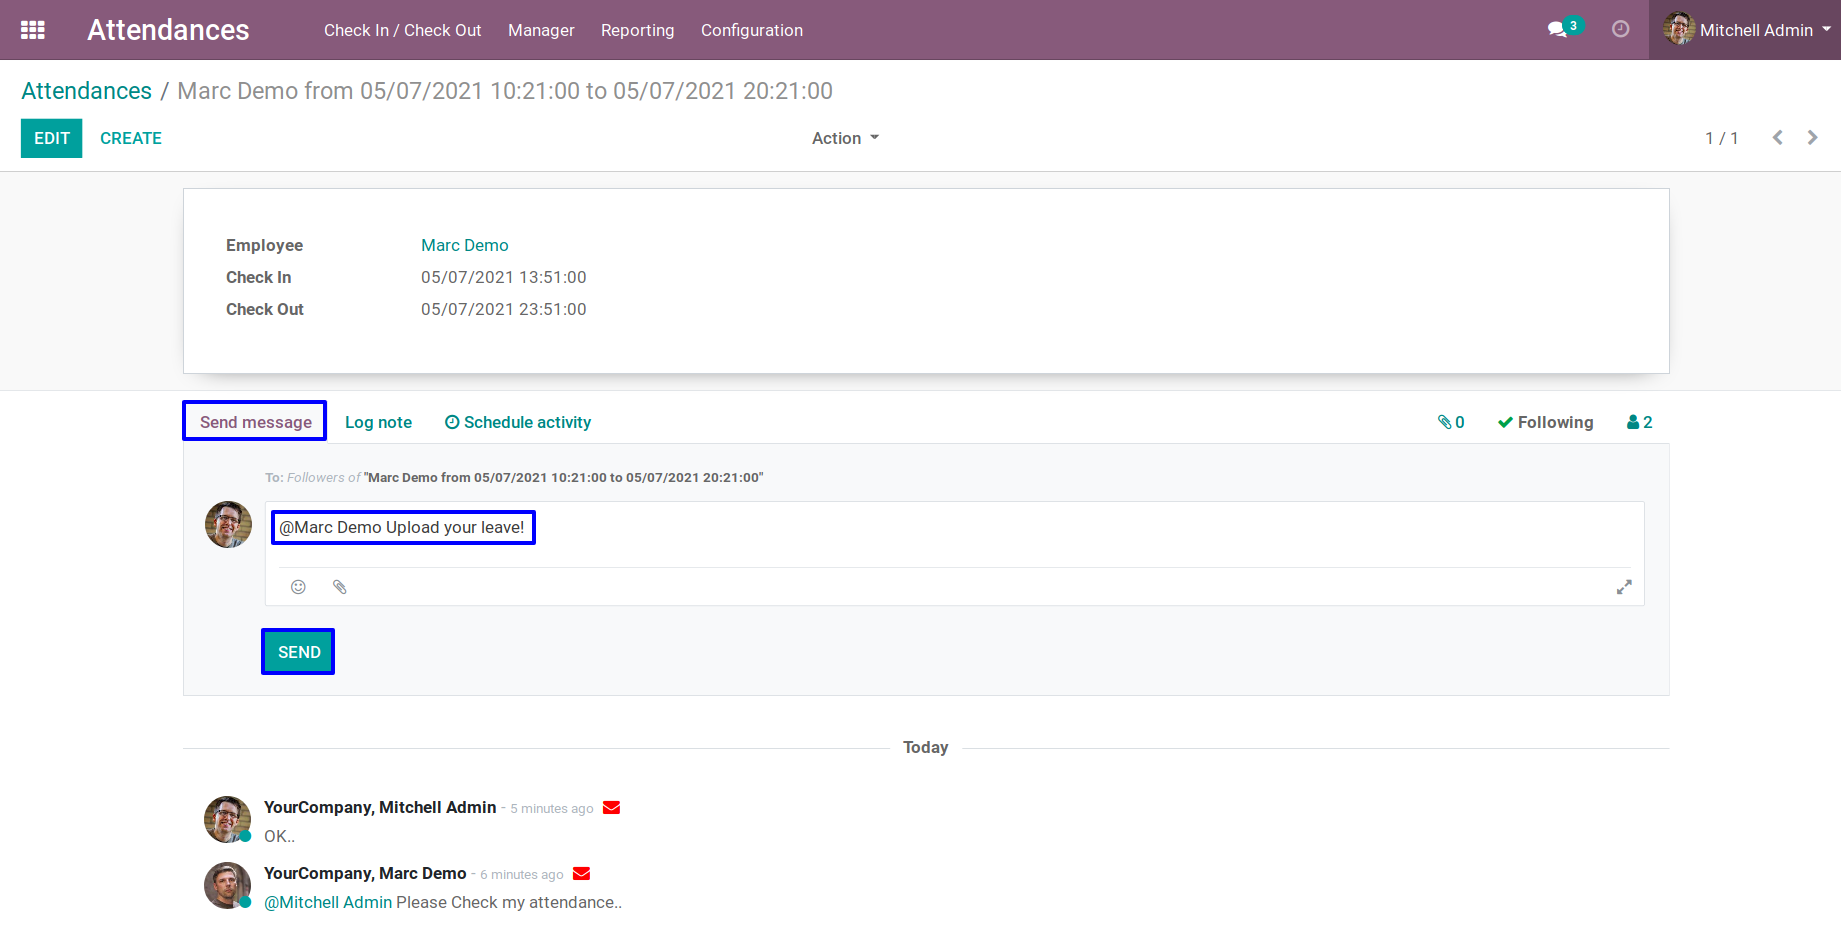 Attendances Check In / Check Out Manager Reporting Configuration 3 Mitchell Admin
Attendances / Marc Demo from 05/07/2021 10:21:00 to 05/07/2021 20:21:00
EDIT CREATE Action 1 / 1
Employee Marc Demo
Check In 05/07/2021 13:51:00
Check Out 05/07/2021 23:51:00
Send message Log note Schedule activity 0 Following 2
To: Followers of "Marc Demo from 05/07/2021 10:21:00 to 05/07/2021 20:21:00"
@Marc Demo Upload your leave!
SEND
Today
YourCompany, Mitchell Admin - 5 minutes ago
OK..
YourCompany, Marc Demo - 6 minutes ago
@Mitchell Admin Please Check my attendance..